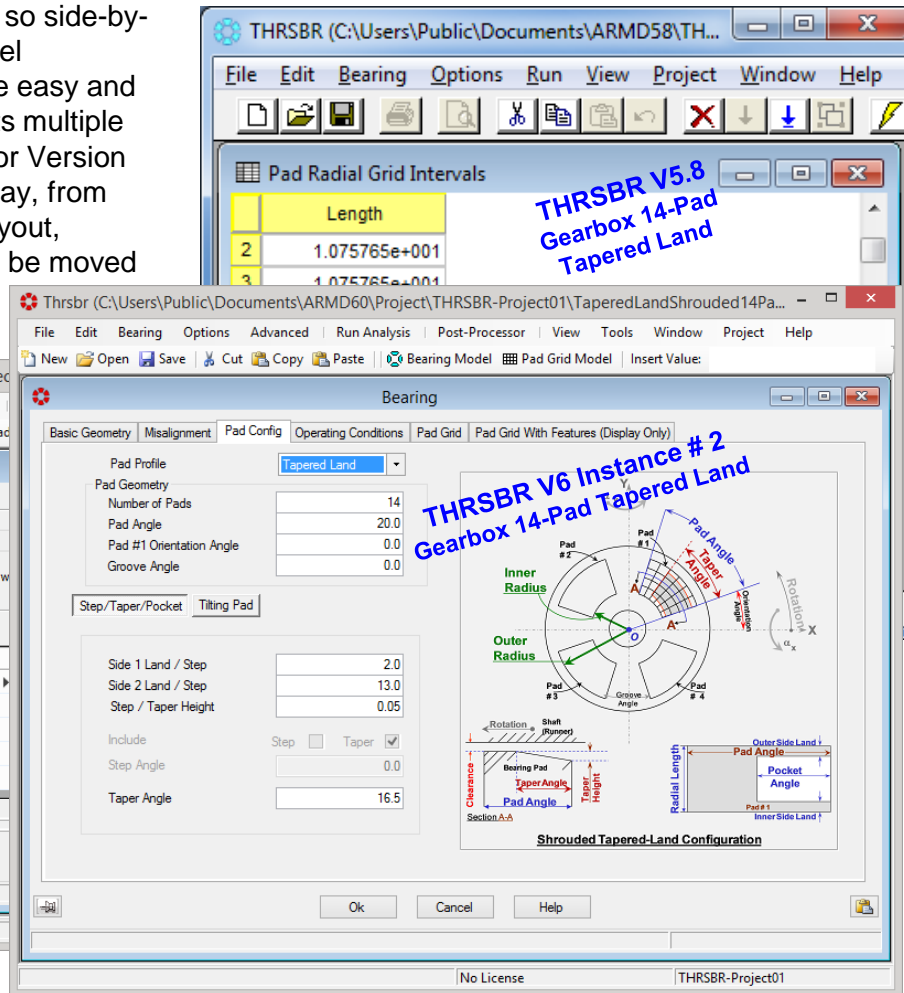 so side-by-
e easy and
s multiple
or Version
ay, from
yout,
be moved
THRSBR (C:\Users\Public\Documents\ARMD58\TH...
File Edit Bearing Options Run View Project Window Help
Pad Radial Grid Intervals
THRSBR V5.8
Gearbox 14-Pad
Tapered Land
Length
2 1.075765e+001
3 1.075765e+001
Thrsbr (C:\Users\Public\Documents\ARMD60\Project\THRSBR-Project01\TaperedLandShrouded14Pa...
File Edit Bearing Options Advanced Run Analysis Post-Processor View Tools Window Project Help
New Open Save Cut Copy Paste Bearing Model Pad Grid Model Insert Value:
Bearing
Basic Geometry Misalignment Pad Config Operating Conditions Pad Grid Pad Grid With Features (Display Only)
THRSBR V6 Instance # 2
Gearbox 14-Pad Tapered Land
Pad Profile Tapered Land
Pad Geometry
Number of Pads 14
Pad Angle 20.0
Pad #1 Orientation Angle 0.0
Groove Angle 0.0
Step/Taper/Pocket Tilting Pad
Side 1 Land / Step 2.0
Side 2 Land / Step 13.0
Step / Taper Height 0.05
Include Step Taper
Step Angle 0.0
Taper Angle 16.5
Y
Pad #1
Pad #2
Pad Angle
Taper Angle
Inner Radius
Orientation Angle
Rotation
A
A
O
X
αx
Outer Radius
Pad #3
Groove Angle
Pad # 4
Rotation
Shaft (Runner)
Bearing Pad
Clearance
Taper Angle
Taper Height
Pad Angle
Section A-A
Outer Side Land
Pad Angle
Radial Length
Pocket Angle
Pad # 1
Inner Side Land
Shrouded Tapered-Land Configuration
Ok Cancel Help
No License THRSBR-Project01